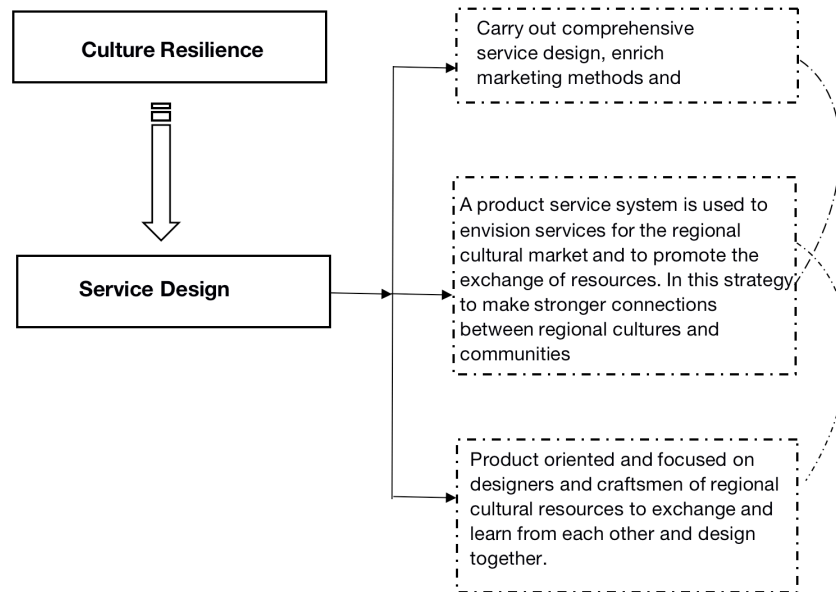 Culture Resilience
Service Design
Carry out comprehensive
service design, enrich
marketing methods and
A product service system is used to
envision services for the regional
cultural market and to promote the
exchange of resources. In this strategy
to make stronger connections
between regional cultures and
communities
Product oriented and focused on
designers and craftsmen of regional
cultural resources to exchange and
learn from each other and design
together.